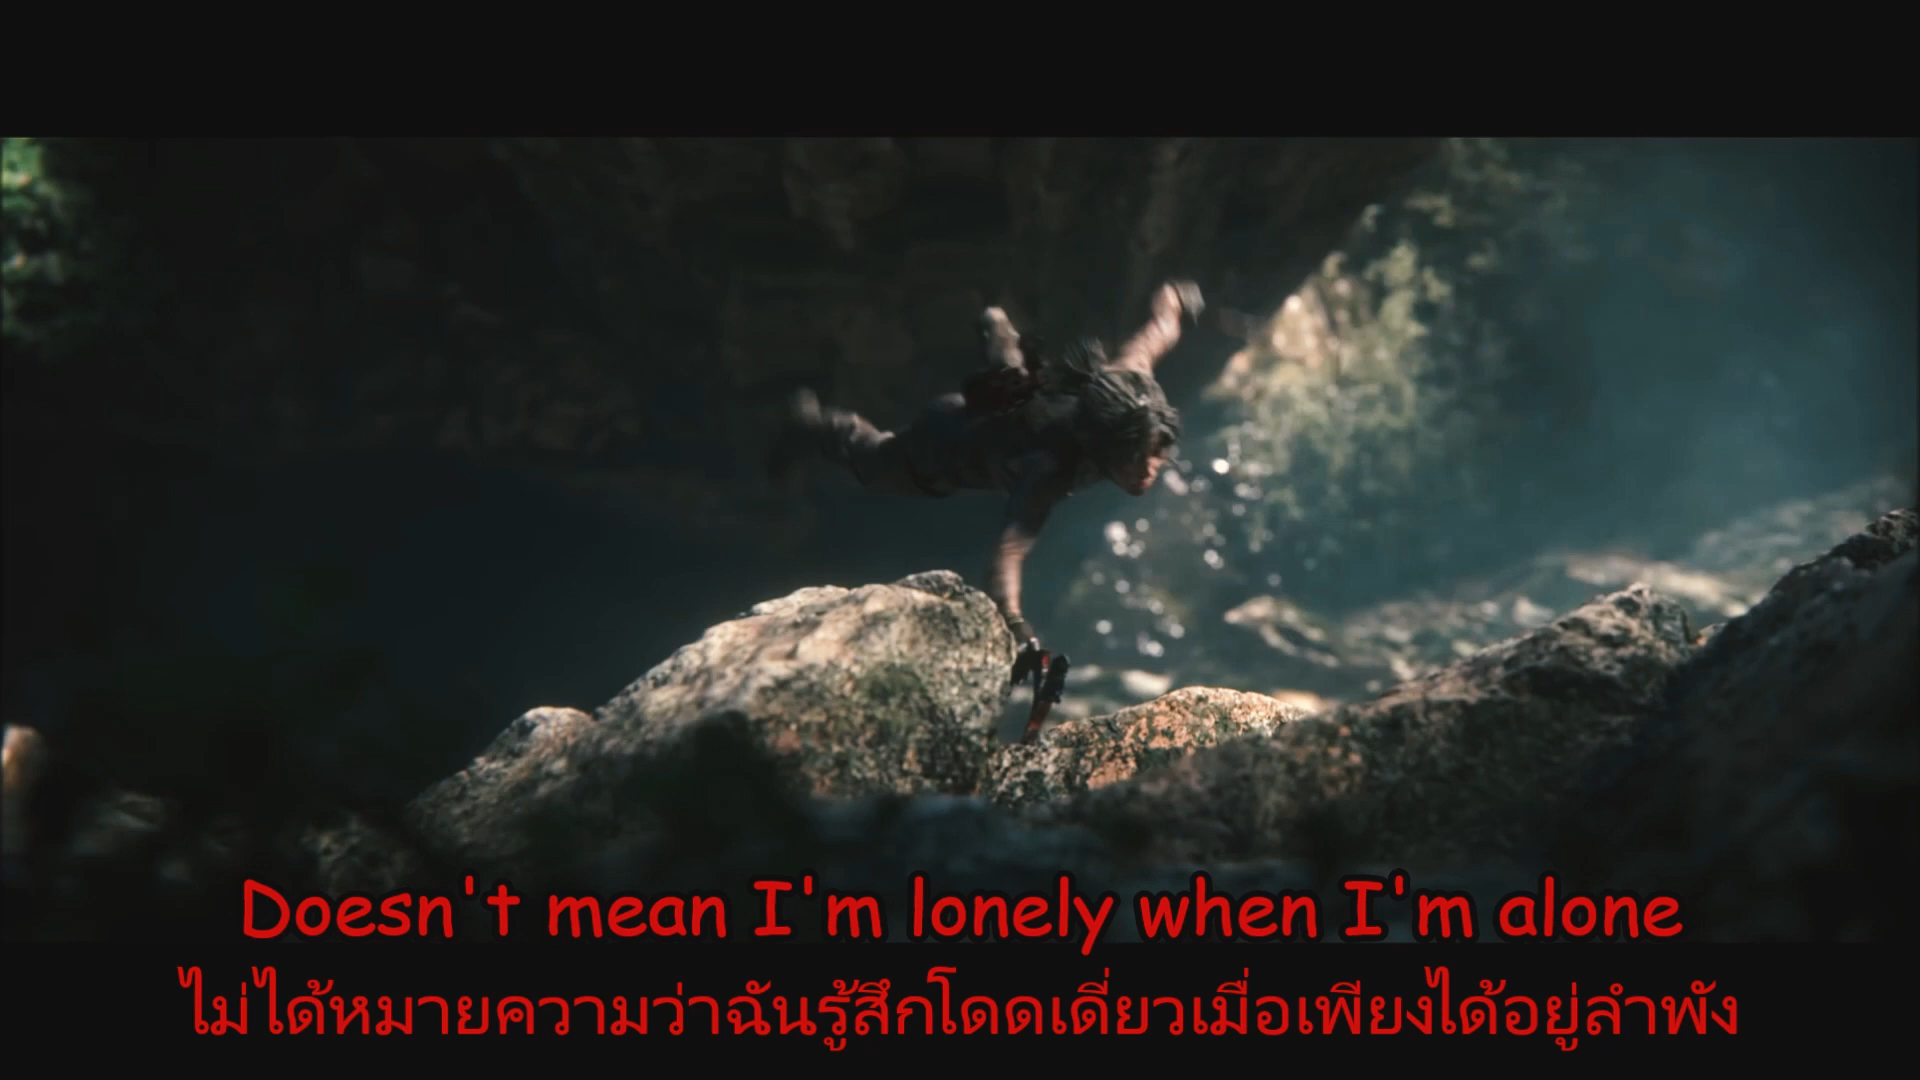 Doesn't mean I'm lonely when I'm alone
ไม่ได้หมายความว่าฉันรู้สึกโดดเดี่ยวเมื่อเพียงได้อยู่ลำพัง